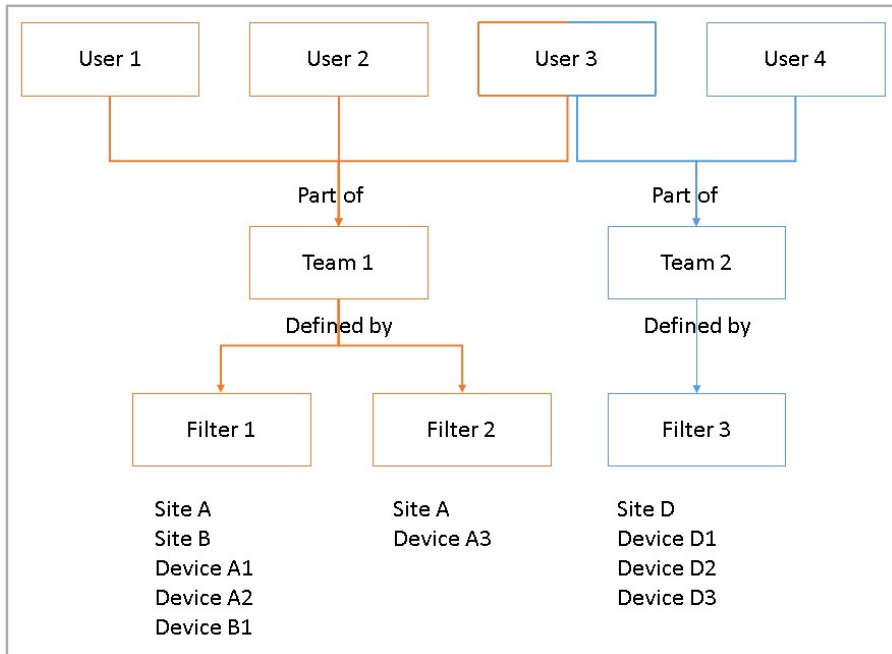 User 1
User 2
User 3
User 4
Part of
Part of
Team 1
Team 2
Defined by
Defined by
Filter 1
Filter 2
Filter 3
Site A
Site B
Device A1
Device A2
Device B1
Site A
Device A3
Site D
Device D1
Device D2
Device D3